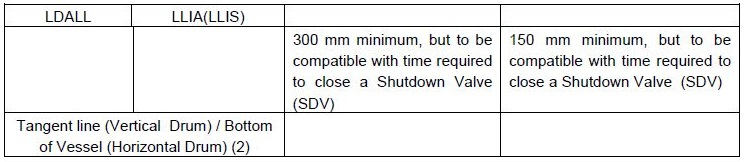 LDALL LLIA(LLIS)
300 mm minimum, but to be
compatible with time required
to close a Shutdown Valve
(SDV)
150 mm minimum, but to be
compatible with time required to
close a Shutdown Valve (SDV)
Tangent line (Vertical Drum) / Bottom
of Vessel (Horizontal Drum) (2)